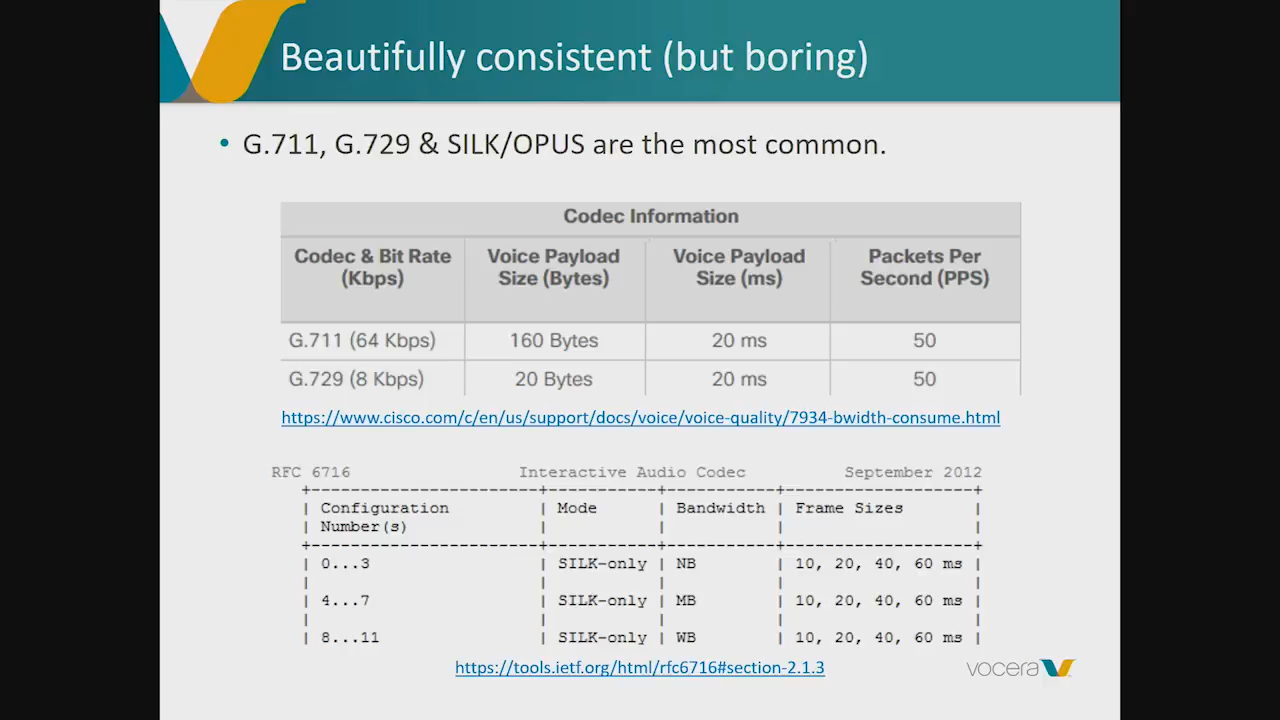 Beautifully consistent (but boring)
• G.711, G.729 & SILK/OPUS are the most common.
Codec Information
Codec & Bit Rate (Kbps) Voice Payload Size (Bytes) Voice Payload Size (ms) Packets Per Second (PPS)
G.711 (64 Kbps) 160 Bytes 20 ms 50
G.729 (8 Kbps) 20 Bytes 20 ms 50
https://www.cisco.com/c/en/us/support/docs/voice/voice-quality/7934-bwidth-consume.html
RFC 6716 Interactive Audio Codec September 2012
| Configuration | Mode | Bandwidth | Frame Sizes |
| Number(s) | | | |
| 0...3 | SILK-only | NB | 10, 20, 40, 60 ms |
| 4...7 | SILK-only | MB | 10, 20, 40, 60 ms |
| 8...11 | SILK-only | WB | 10, 20, 40, 60 ms |
https://tools.ietf.org/html/rfc6716#section-2.1.3
vocera